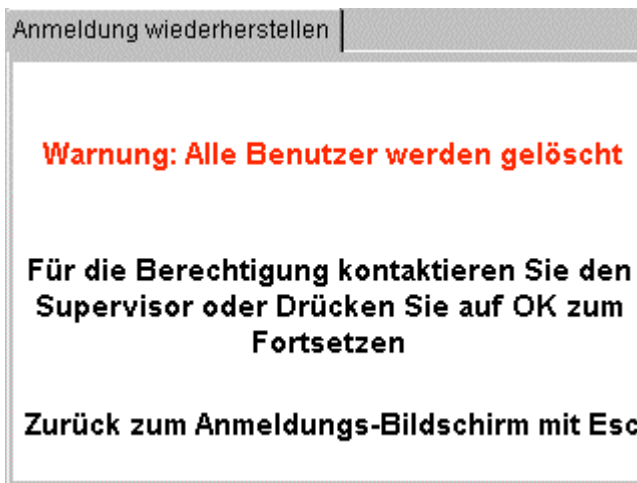 Anmeldung wiederherstellen
Warnung: Alle Benutzer werden gelöscht
Für die Berechtigung kontaktieren Sie den
Supervisor oder Drücken Sie auf OK zum
Fortsetzen
Zurück zum Anmeldungs-Bildschirm mit Esc